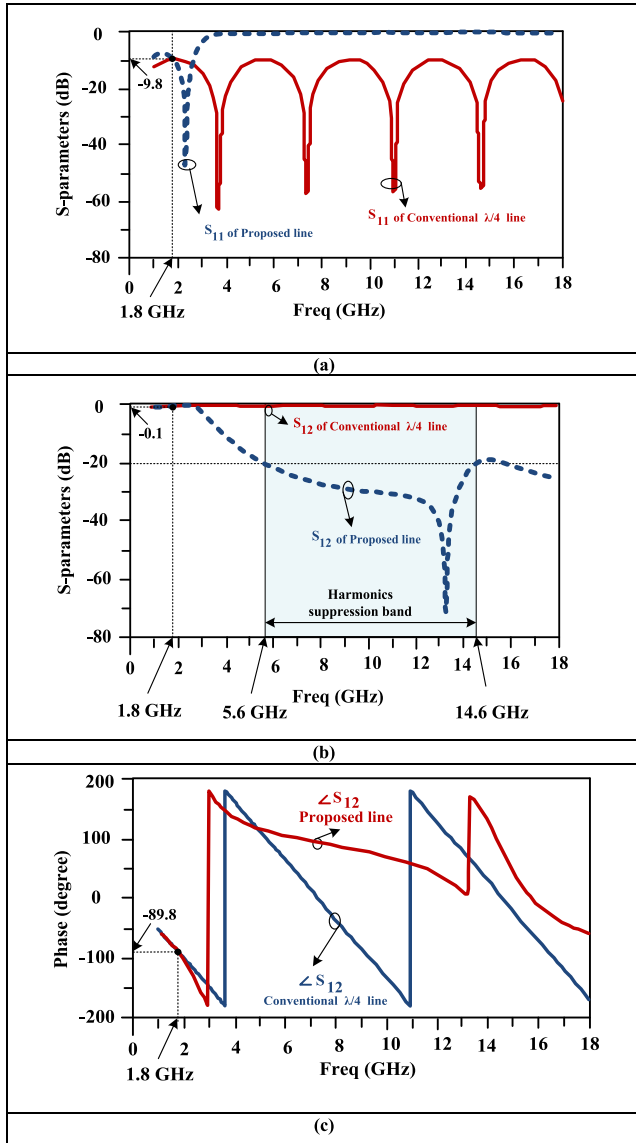 0
-20
-40
-60
-80
S-parameters (dB)
-9.8
S11 of Proposed line
S11 of Conventional λ/4 line
0 2 4 6 8 10 12 14 16 18
1.8 GHz
Freq (GHz)
(a)
0
-20
-40
-60
-80
S-parameters (dB)
-0.1
S12 of Conventional λ/4 line
S12 of Proposed line
Harmonics
suppression band
0 2 4 6 8 10 12 14 16 18
Freq (GHz)
1.8 GHz
5.6 GHz
14.6 GHz
(b)
200
100
0
-100
-200
Phase (degree)
-89.8
∠S12
Proposed line
∠S12
Conventional λ/4 line
0 2 4 6 8 10 12 14 16 18
Freq (GHz)
1.8 GHz
(c)